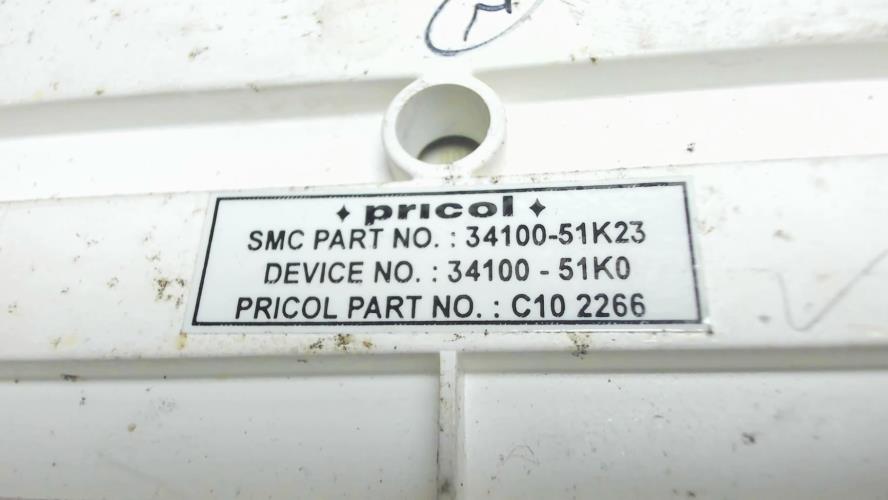 pricol
SMC PART NO. : 34100-51K23
DEVICE NO. : 34100 - 51K0
PRICOL PART NO. : C10 2266